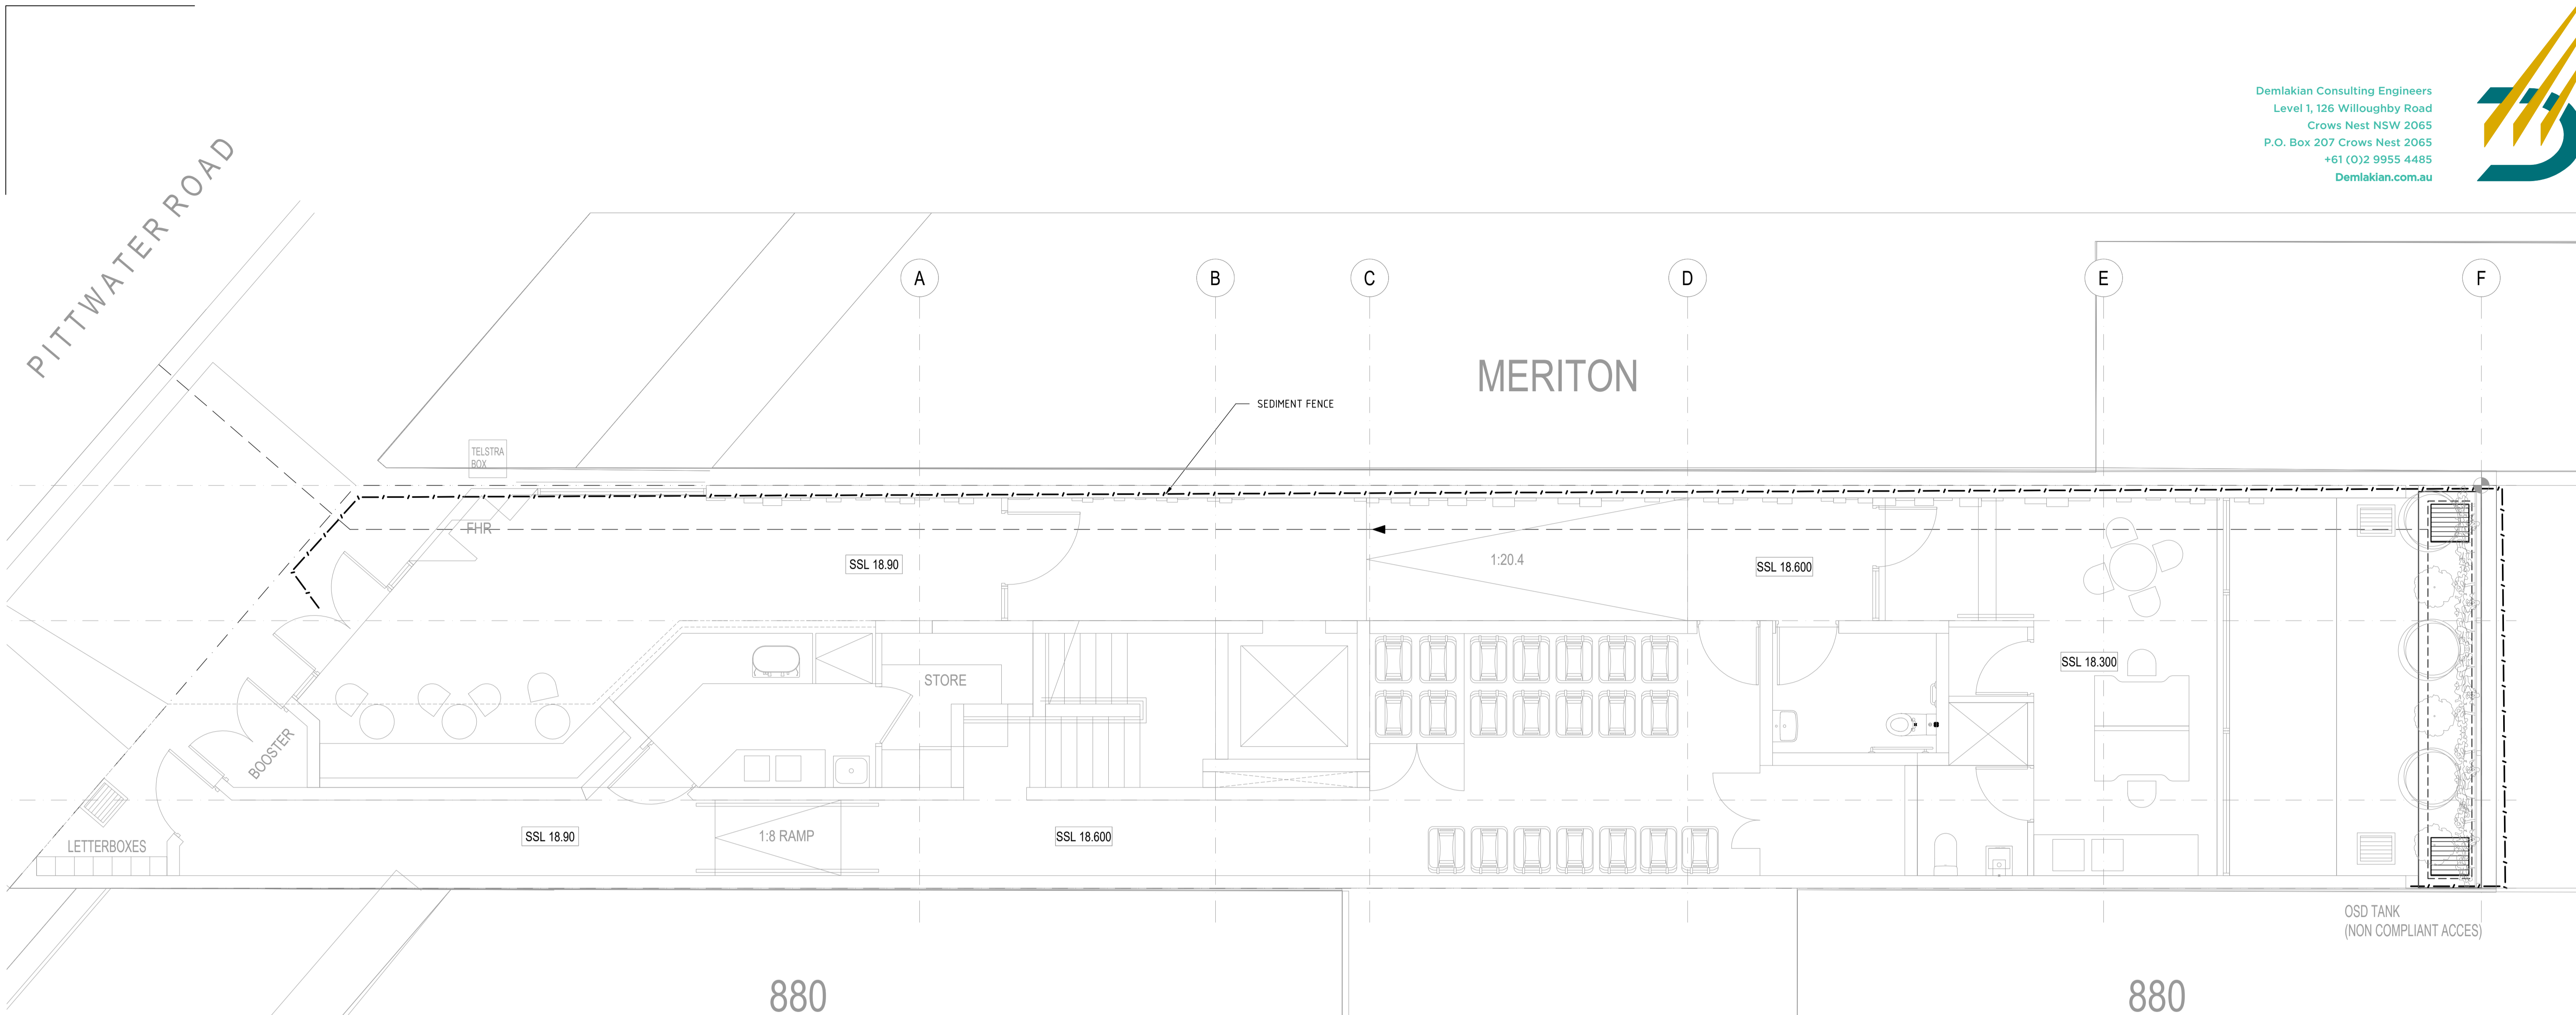 Demlakian Consulting Engineers
Level 1, 126 Willoughby Road
Crows Nest NSW 2065
P.O. Box 207 Crows Nest 2065
+61 (0)2 9955 4485
Demlakian.com.au
PITTWATER ROAD
A
B
C
D
E
F
MERITON
SEDIMENT FENCE
TELSTRA
BOX
FHR
SSL 18.90
1:20.4
SSL 18.600
SSL 18.300
STORE
BOOSTER
LETTERBOXES
SSL 18.90
1:8 RAMP
SSL 18.600
OSD TANK
(NON COMPLIANT ACCES)
880
880